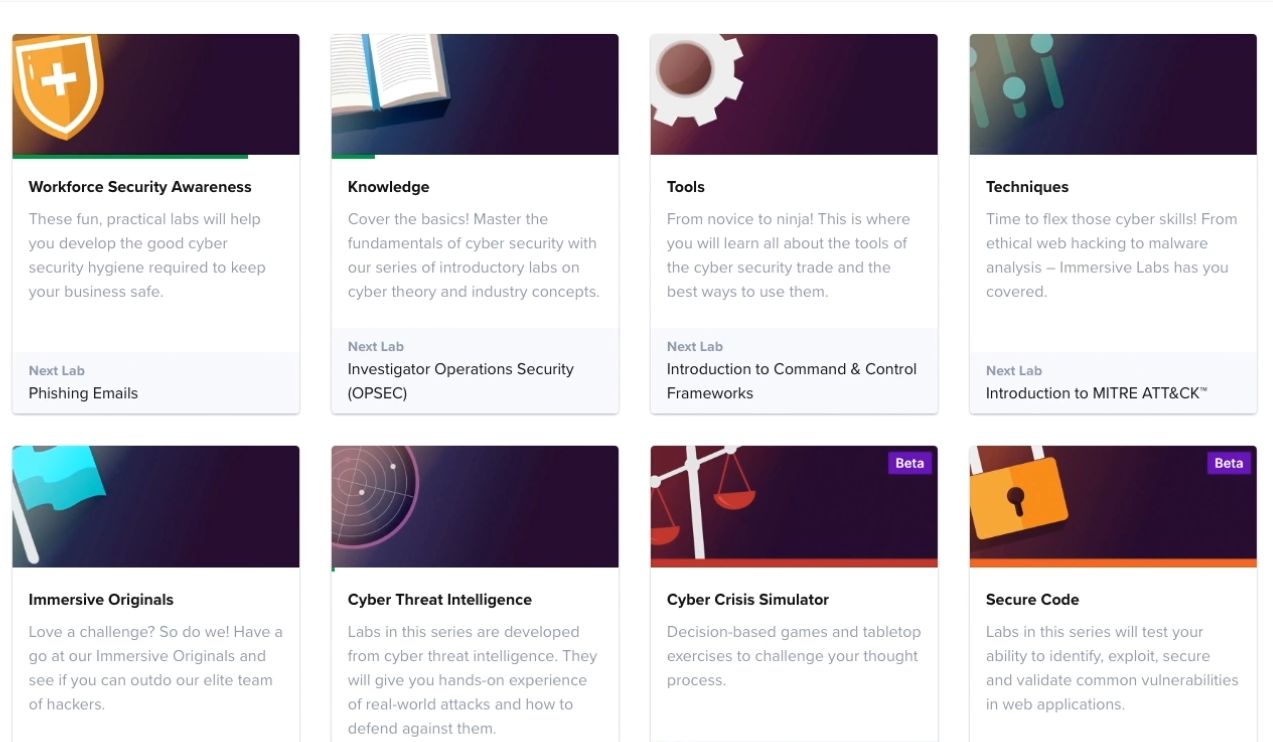 Workforce Security Awareness
These fun, practical labs will help
you develop the good cyber
security hygiene required to keep
your business safe.
Next Lab
Phishing Emails
Knowledge
Cover the basics! Master the
fundamentals of cyber security with
our series of introductory labs on
cyber theory and industry concepts.
Next Lab
Investigator Operations Security
(OPSEC)
Tools
From novice to ninja! This is where
you will learn all about the tools of
the cyber security trade and the
best ways to use them.
Next Lab
Introduction to Command & Control
Frameworks
Techniques
Time to flex those cyber skills! From
ethical web hacking to malware
analysis – Immersive Labs has you
covered.
Next Lab
Introduction to MITRE ATT&CK™
Immersive Originals
Love a challenge? So do we! Have a
go at our Immersive Originals and
see if you can outdo our elite team
of hackers.
Cyber Threat Intelligence
Labs in this series are developed
from cyber threat intelligence. They
will give you hands-on experience
of real-world attacks and how to
defend against them.
Beta
Cyber Crisis Simulator
Decision-based games and tabletop
exercises to challenge your thought
process.
Beta
Secure Code
Labs in this series will test your
ability to identify, exploit, secure
and validate common vulnerabilities
in web applications.